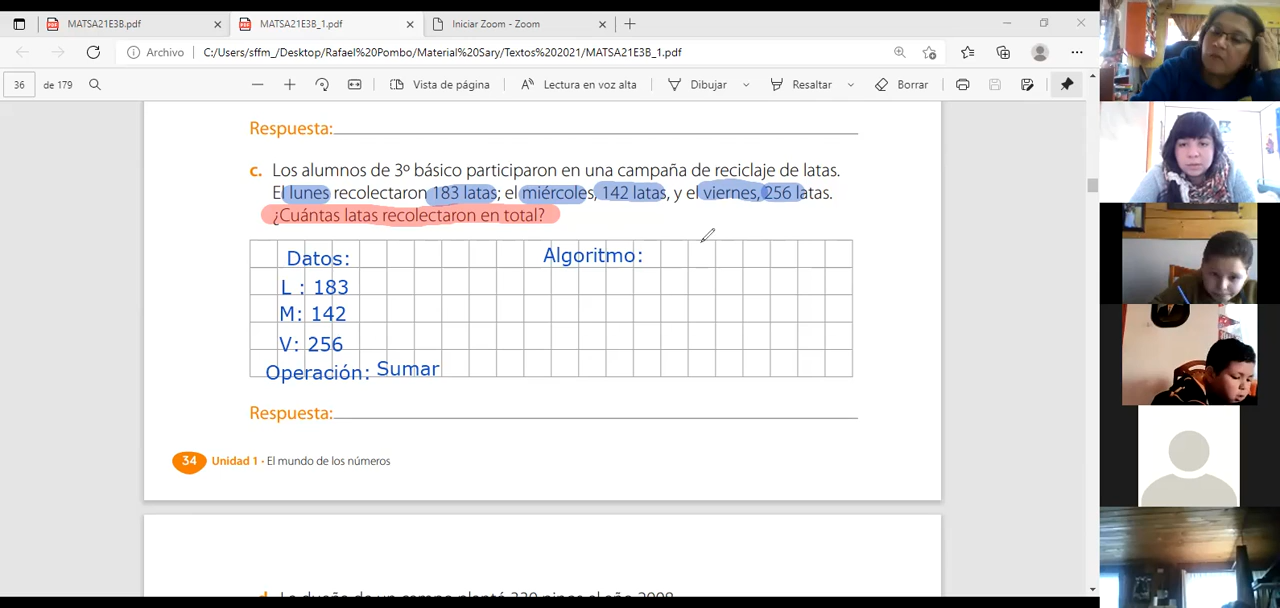 MATSA21E3B.pdf
MATSA21E3B_1.pdf
Iniciar Zoom - Zoom
Archivo
C:/Users/sffm_/Desktop/Rafael%20Pombo/Material%20Sary/Textos%202021/MATSA21E3B_1.pdf
36 de 179
Vista de página
Lectura en voz alta
Dibujar
Resaltar
Borrar
Respuesta:
c. Los alumnos de 3º básico participaron en una campaña de reciclaje de latas.
El lunes recolectaron 183 latas; el miércoles, 142 latas, y el viernes, 256 latas.
¿Cuántas latas recolectaron en total?
Datos:
Algoritmo:
L : 183
M: 142
V: 256
Operación: Sumar
Respuesta:
34 Unidad 1 • El mundo de los números